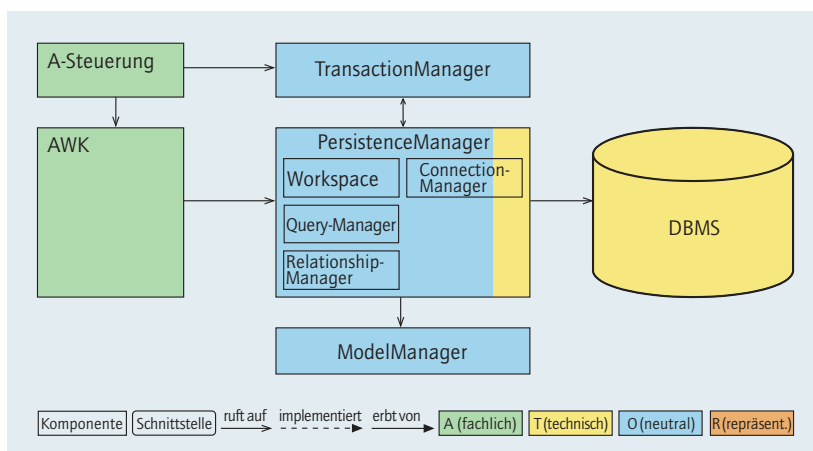 A-Steuerung
TransactionManager
AWK
PersistenceManager
Workspace
Connection-
Manager
Query-Manager
Relationship-
Manager
DBMS
ModelManager
Komponente
Schnittstelle
ruft auf
implementiert
erbt von
A (fachlich)
T (technisch)
O (neutral)
R (repräsent.)